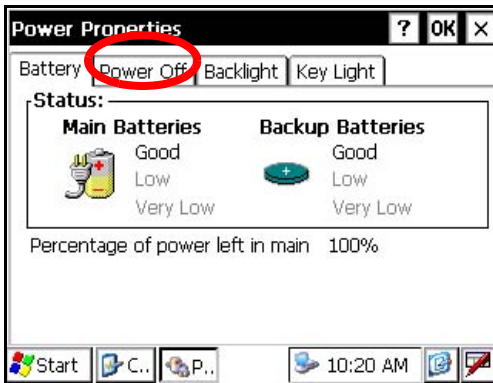 Power Properties ? OK ×
Battery Power Off Backlight Key Light
Status:
Main Batteries Backup Batteries
Good Good
Low Low
Very Low Very Low
Percentage of power left in main 100%
Start C.. P.. 10:20 AM